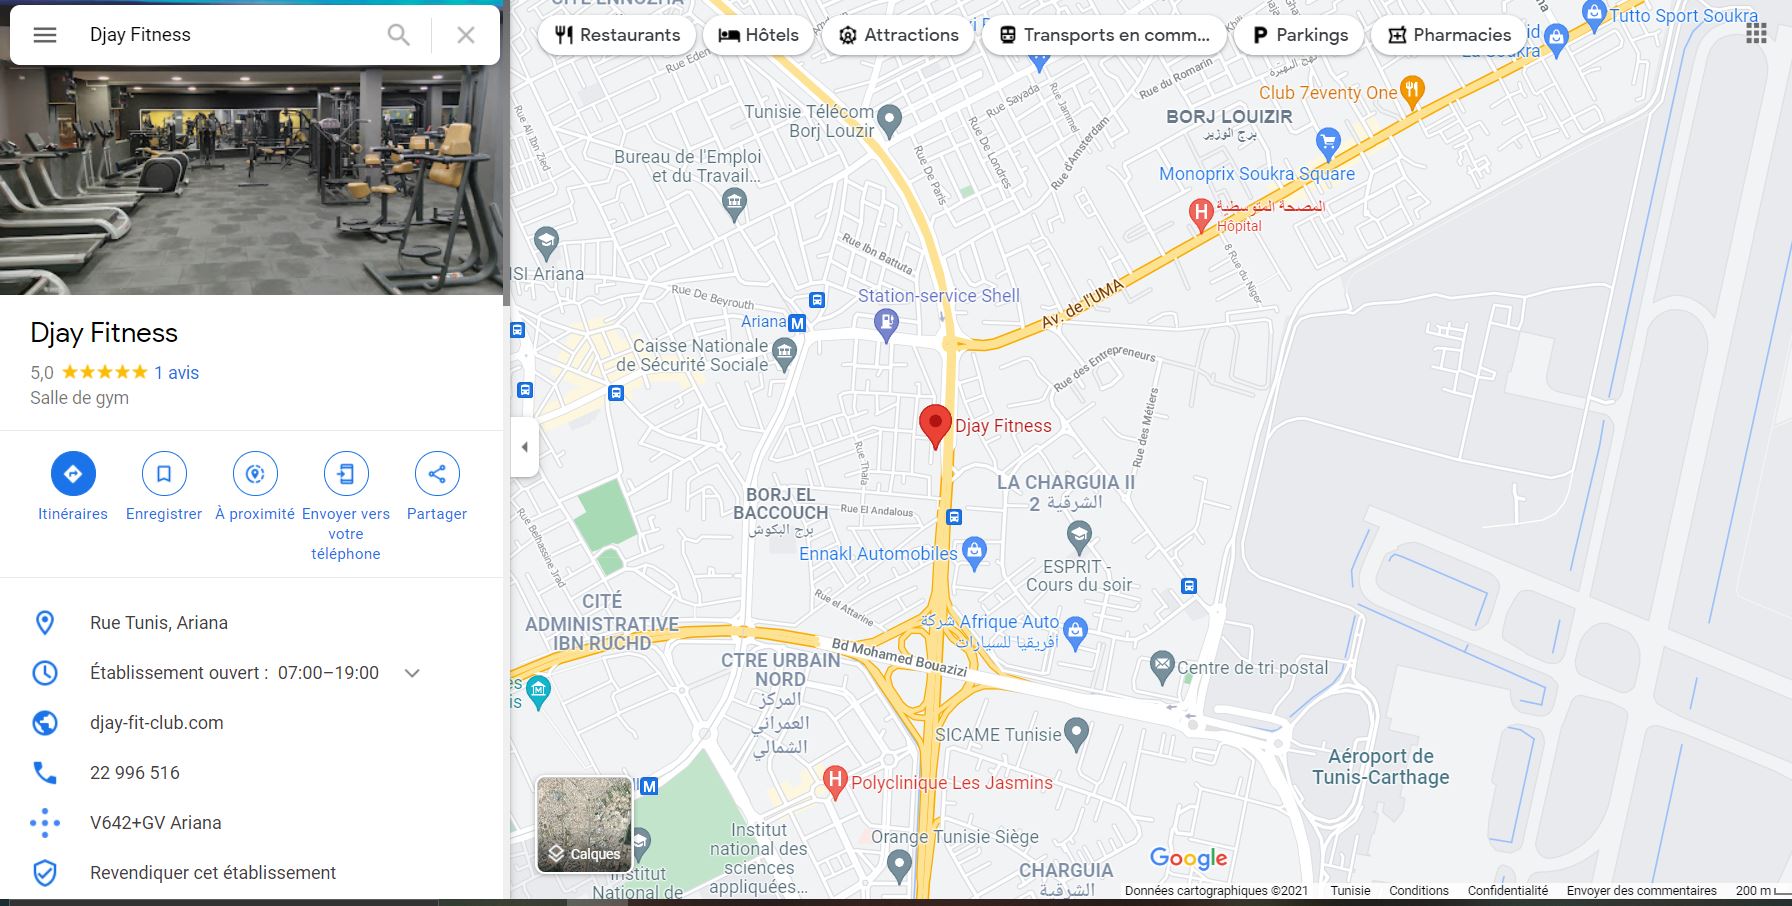 Djay Fitness
Restaurants
Hôtels
Attractions
Transports en comm...
Parkings
Pharmacies
Djay Fitness
5,0
1 avis
Salle de gym
Itinéraires
Enregistrer
À proximité
Envoyer vers
votre
téléphone
Partager
Rue Tunis, Ariana
Établissement ouvert : 07:00–19:00
djay-fit-club.com
22 996 516
V642+GV Ariana
Revendiquer cet établissement
Tutto Sport Soukra
La Soukra
Club 7eventy One
BORJ LOUIZIR
برج الوزير
Monoprix Soukra Square
المصحة المتوسطية
Hôpital
Tunisie Télécom
Borj Louzir
Bureau de l'Emploi
et du Travail...
Rue Ali Ibn Zied
Rue Eden
Rue Sayada
Rue Jammel
Rue du Romarin
Rue De Paris
Rue De Londres
Rue d'Amsterdam
Rue Ibn Battuta
8 Rue du Niger
ISI Ariana
Rue De Beyrouth
Station-service Shell
Ariana
M
Av. de l'UMA
Caisse Nationale
de Sécurité Sociale
Rue des Entrepreneurs
Rue des Métiers
Djay Fitness
LA CHARGUIA II
الشرقية 2
BORJ EL
BACCOUCH
برج البكوش
Rue El Andalous
Rue Belhassine Jrad
Ennakl Automobiles
ESPRIT -
Cours du soir
Rue el Attarine
CITÉ
ADMINISTRATIVE
IBN RUCHD
شركة Afrique Auto
أفريقيا للسيارات
Bd Mohamed Bouazizi
CTRE URBAIN
NORD
المركز
العمراني
الشمالي
Centre de tri postal
SICAME Tunisie
Aéroport de
Tunis-Carthage
Polyclinique Les Jasmins
M
Orange Tunisie Siège
Institut
national des
sciences
appliquées...
Institut
National de
CHARGUIA
الشرقية
Calques
Google
Données cartographiques ©2021
Tunisie
Conditions
Confidentialité
Envoyer des commentaires
200 m